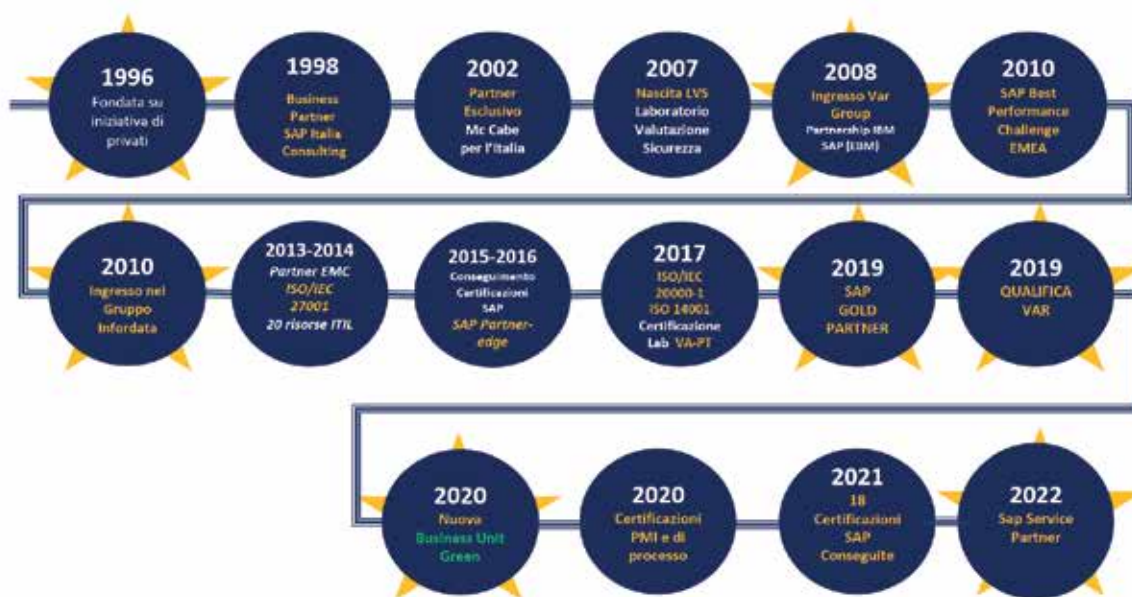 1996
Fondata su
iniziativa di
privati
1998
Business
Partner
SAP Italia
Consulting
2002
Partner
Esclusivo
Mc Cabe
per l'Italia
2007
Nascita LVS
Laboratorio
Valutazione
Sicurezza
2008
Ingresso Var
Group
Partnership IBM
SAP (EBM)
2010
SAP Best
Performance
Challenge
EMEA
2010
Ingresso nel
Gruppo
Infordata
2013-2014
Partner EMC
ISO/IEC
27001
20 risorse ITIL
2015-2016
Conseguimento
Certificazioni
SAP
SAP Partner-
edge
2017
ISO/IEC
20000-1
ISO 14001
Certificazione
Lab VA-PT
2019
SAP
GOLD
PARTNER
2019
QUALIFICA
VAR
2020
Nuova
Business Unit
Green
2020
Certificazioni
PMI e di
processo
2021
18
Certificazioni
SAP
Conseguite
2022
Sap Service
Partner